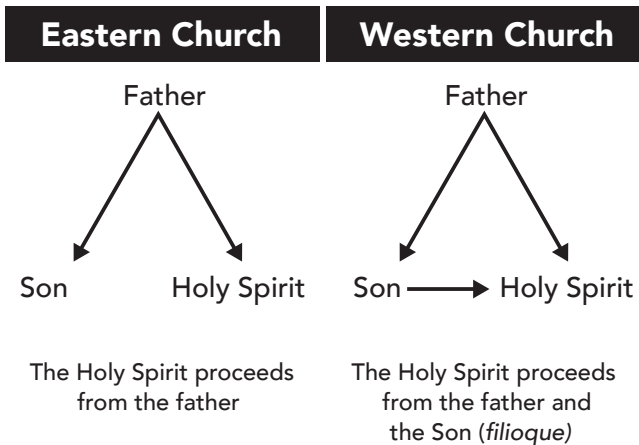 Eastern Church
Father
Son
Holy Spirit
The Holy Spirit proceeds
from the father
Western Church
Father
Son
Holy Spirit
The Holy Spirit proceeds
from the father and
the Son (filioque)